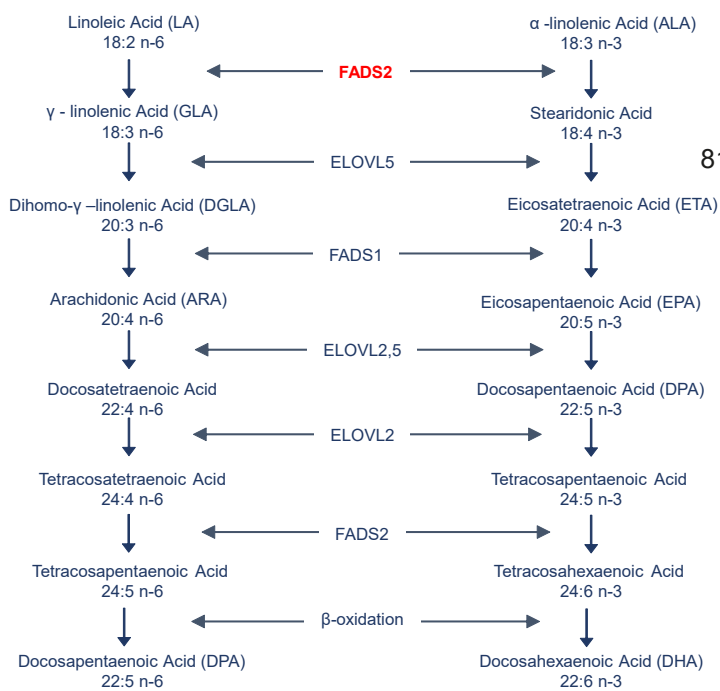 Linoleic Acid (LA)
18:2 n-6
α -linolenic Acid (ALA)
18:3 n-3
FADS2
γ - linolenic Acid (GLA)
18:3 n-6
Stearidonic Acid
18:4 n-3
ELOVL5
Dihomo-γ –linolenic Acid (DGLA)
20:3 n-6
Eicosatetraenoic Acid (ETA)
20:4 n-3
FADS1
Arachidonic Acid (ARA)
20:4 n-6
Eicosapentaenoic Acid (EPA)
20:5 n-3
ELOVL2,5
Docosatetraenoic Acid
22:4 n-6
Docosapentaenoic Acid (DPA)
22:5 n-3
ELOVL2
Tetracosatetraenoic Acid
24:4 n-6
Tetracosapentaenoic Acid
24:5 n-3
FADS2
Tetracosapentaenoic Acid
24:5 n-6
Tetracosahexaenoic Acid
24:6 n-3
β-oxidation
Docosapentaenoic Acid (DPA)
22:5 n-6
Docosahexaenoic Acid (DHA)
22:6 n-3